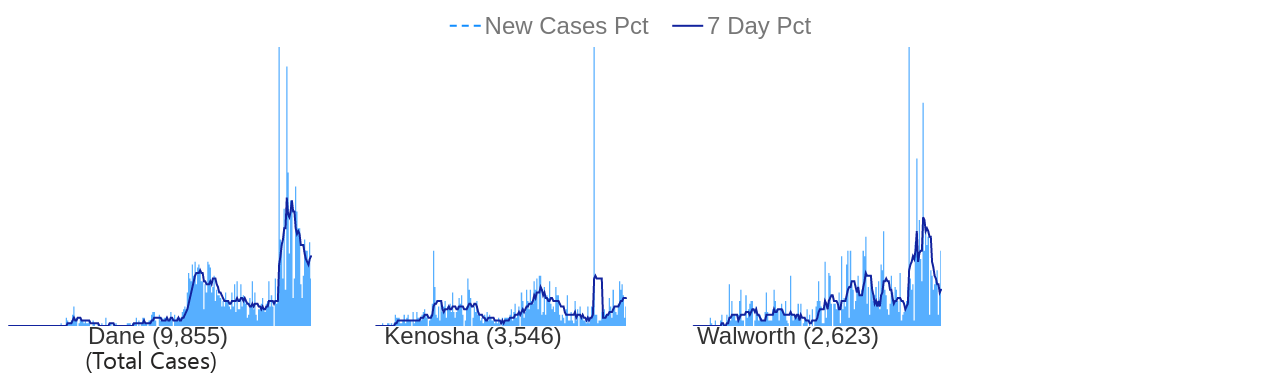 New Cases Pct 7 Day Pct
Dane (9,855) Kenosha (3,546) Walworth (2,623)
(Total Cases)